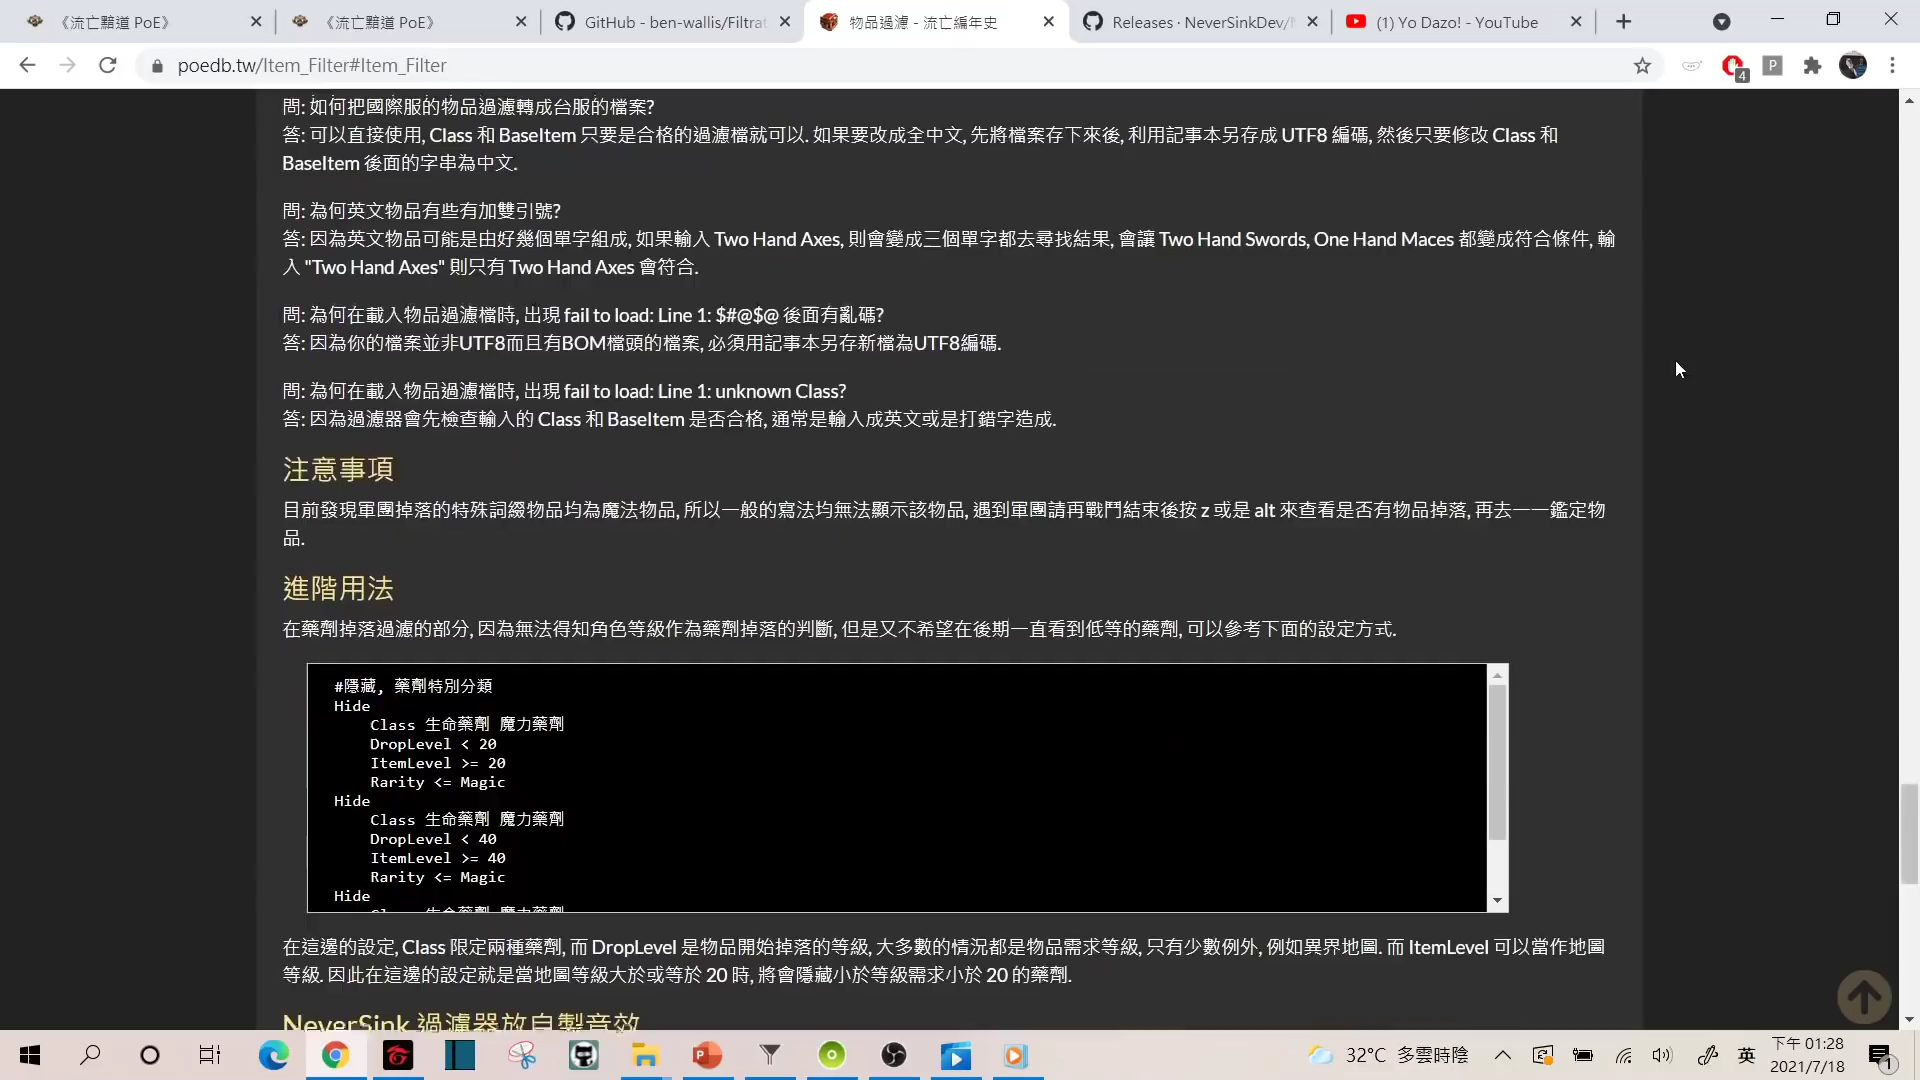 《流亡黯道 PoE》
《流亡黯道 PoE》
GitHub - ben-wallis/Filtrat
物品過濾 - 流亡編年史
Releases · NeverSinkDev/
(1) Yo Dazo! - YouTube
poedb.tw/Item_Filter#Item_Filter
4
問: 如何把國際服的物品過濾轉成台服的檔案?
答: 可以直接使用, Class 和 BaseItem 只要是合格的過濾檔就可以. 如果要改成全中文, 先將檔案存下來後, 利用記事本另存成 UTF8 編碼, 然後只要修改 Class 和
BaseItem 後面的字串為中文.
問: 為何英文物品有些有加雙引號?
答: 因為英文物品可能是由好幾個單字組成, 如果輸入 Two Hand Axes, 則會變成三個單字都去尋找結果, 會讓 Two Hand Swords, One Hand Maces 都變成符合條件, 輸
入 "Two Hand Axes" 則只有 Two Hand Axes 會符合.
問: 為何在載入物品過濾檔時, 出現 fail to load: Line 1: $#@$@ 後面有亂碼?
答: 因為你的檔案並非UTF8而且有BOM檔頭的檔案, 必須用記事本另存新檔為UTF8編碼.
問: 為何在載入物品過濾檔時, 出現 fail to load: Line 1: unknown Class?
答: 因為過濾器會先檢查輸入的 Class 和 BaseItem 是否合格, 通常是輸入成英文或是打錯字造成.
注意事項
目前發現軍團掉落的特殊詞綴物品均為魔法物品, 所以一般的寫法均無法顯示該物品, 遇到軍團請再戰鬥結束後按 z 或是 alt 來查看是否有物品掉落, 再去一一鑑定物
品.
進階用法
在藥劑掉落過濾的部分, 因為無法得知角色等級作為藥劑掉落的判斷, 但是又不希望在後期一直看到低等的藥劑, 可以參考下面的設定方式.
#隱藏, 藥劑特別分類
Hide
Class 生命藥劑 魔力藥劑
DropLevel < 20
ItemLevel >= 20
Rarity <= Magic
Hide
Class 生命藥劑 魔力藥劑
DropLevel < 40
ItemLevel >= 40
Rarity <= Magic
Hide
Class 生命藥劑 魔力藥劑
在這邊的設定, Class 限定兩種藥劑, 而 DropLevel 是物品開始掉落的等級, 大多數的情況都是物品需求等級, 只有少數例外, 例如異界地圖. 而 ItemLevel 可以當作地圖
等級. 因此在這邊的設定就是當地圖等級大於或等於 20 時, 將會隱藏小於等級需求小於 20 的藥劑.
NeverSink 過濾器放自製音效
32°C 多雲時陰
英
下午 01:28
2021/7/18
1